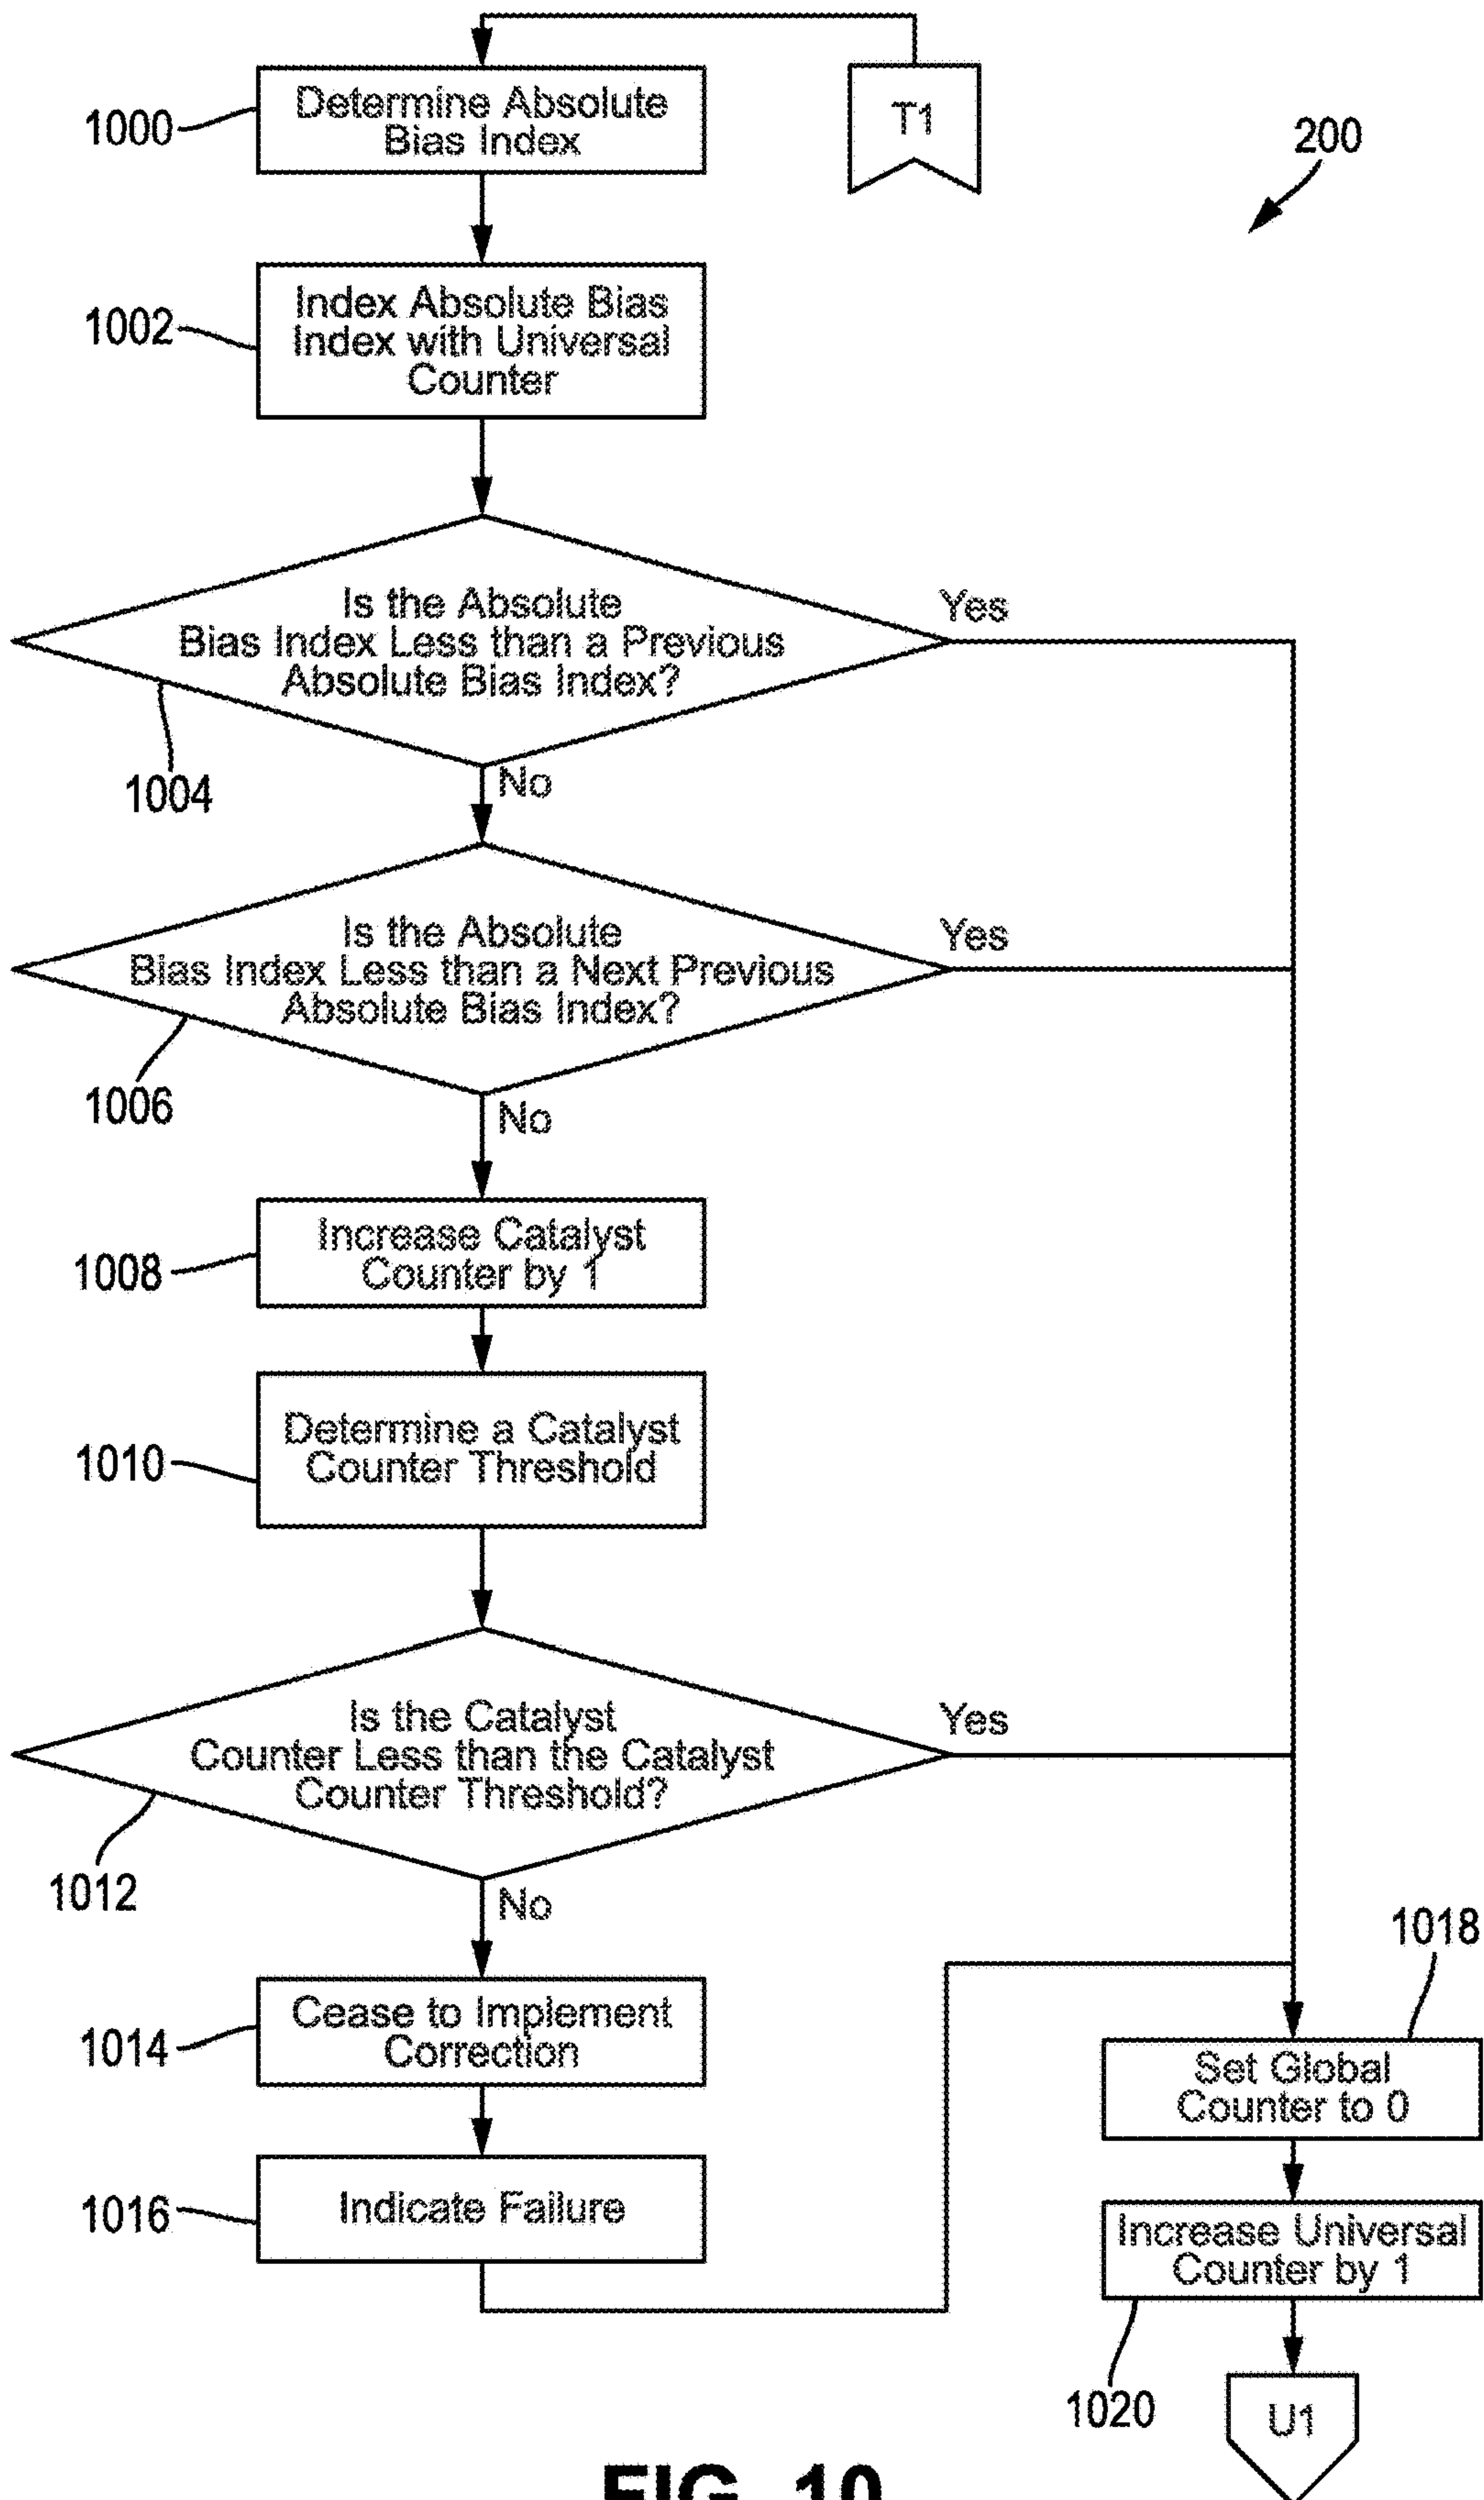 T1
200
1000
Determine Absolute
Bias Index
1002
Index Absolute Bias
Index with Universal
Counter
Is the Absolute
Bias Index Less than a Previous
Absolute Bias Index?
Yes
1004
No
Is the Absolute
Bias Index Less than a Next Previous
Absolute Bias Index?
Yes
1006
No
1008
Increase Catalyst
Counter by 1
1010
Determine a Catalyst
Counter Threshold
Is the Catalyst
Counter Less than the Catalyst
Counter Threshold?
Yes
1012
No
1014
Cease to Implement
Correction
1016
Indicate Failure
1018
Set Global
Counter to 0
Increase Universal
Counter by 1
1020
U1
FIG. 10